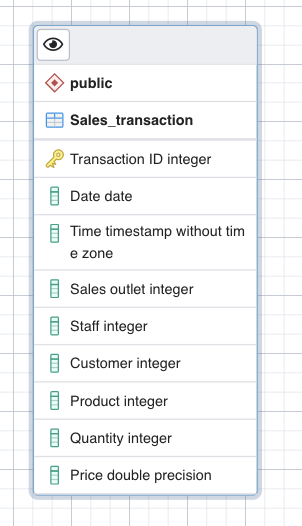 public
Sales_transaction
Transaction ID integer
Date date
Time timestamp without tim
e zone
Sales outlet integer
Staff integer
Customer integer
Product integer
Quantity integer
Price double precision